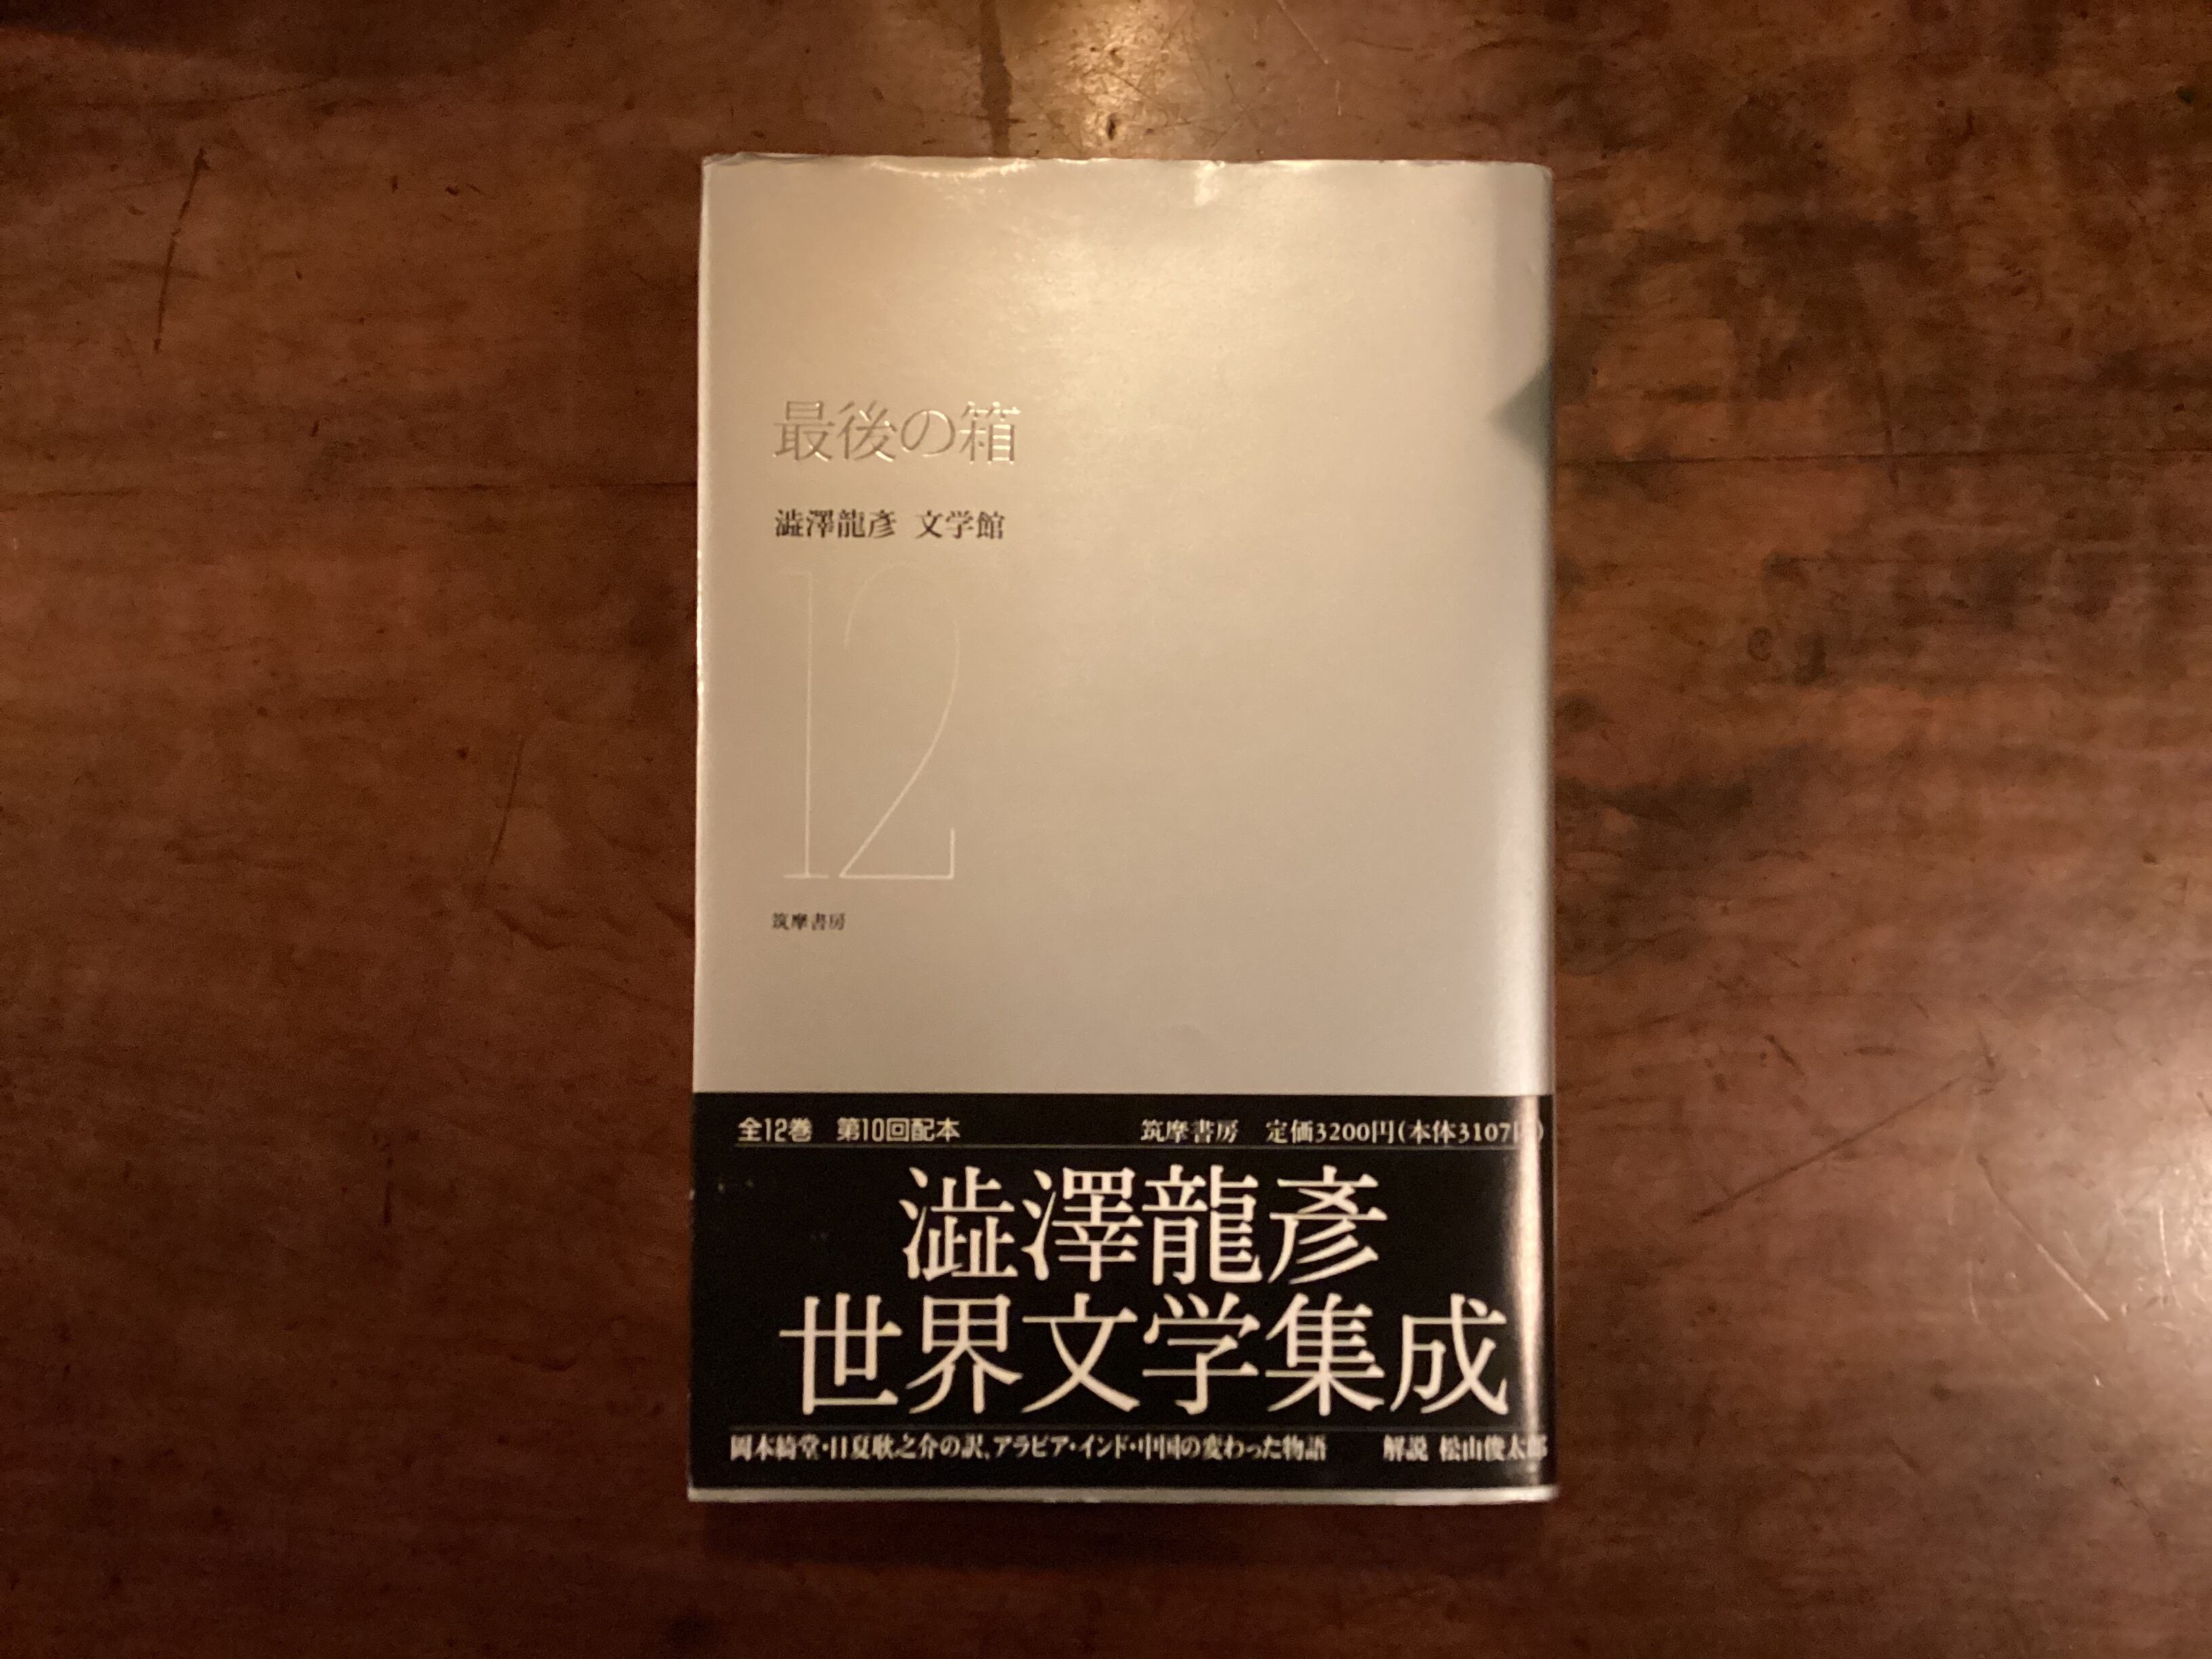 最後の箱
澁澤龍彥 文学館
12
筑摩書房
全12巻 第10回配本 筑摩書房 定価3200円(本体3107円)
澁澤龍彥
世界文学集成
岡本綺堂・日夏耿之介の訳、アラビア・インド・中国の変わった物語 解説 松山俊太郎